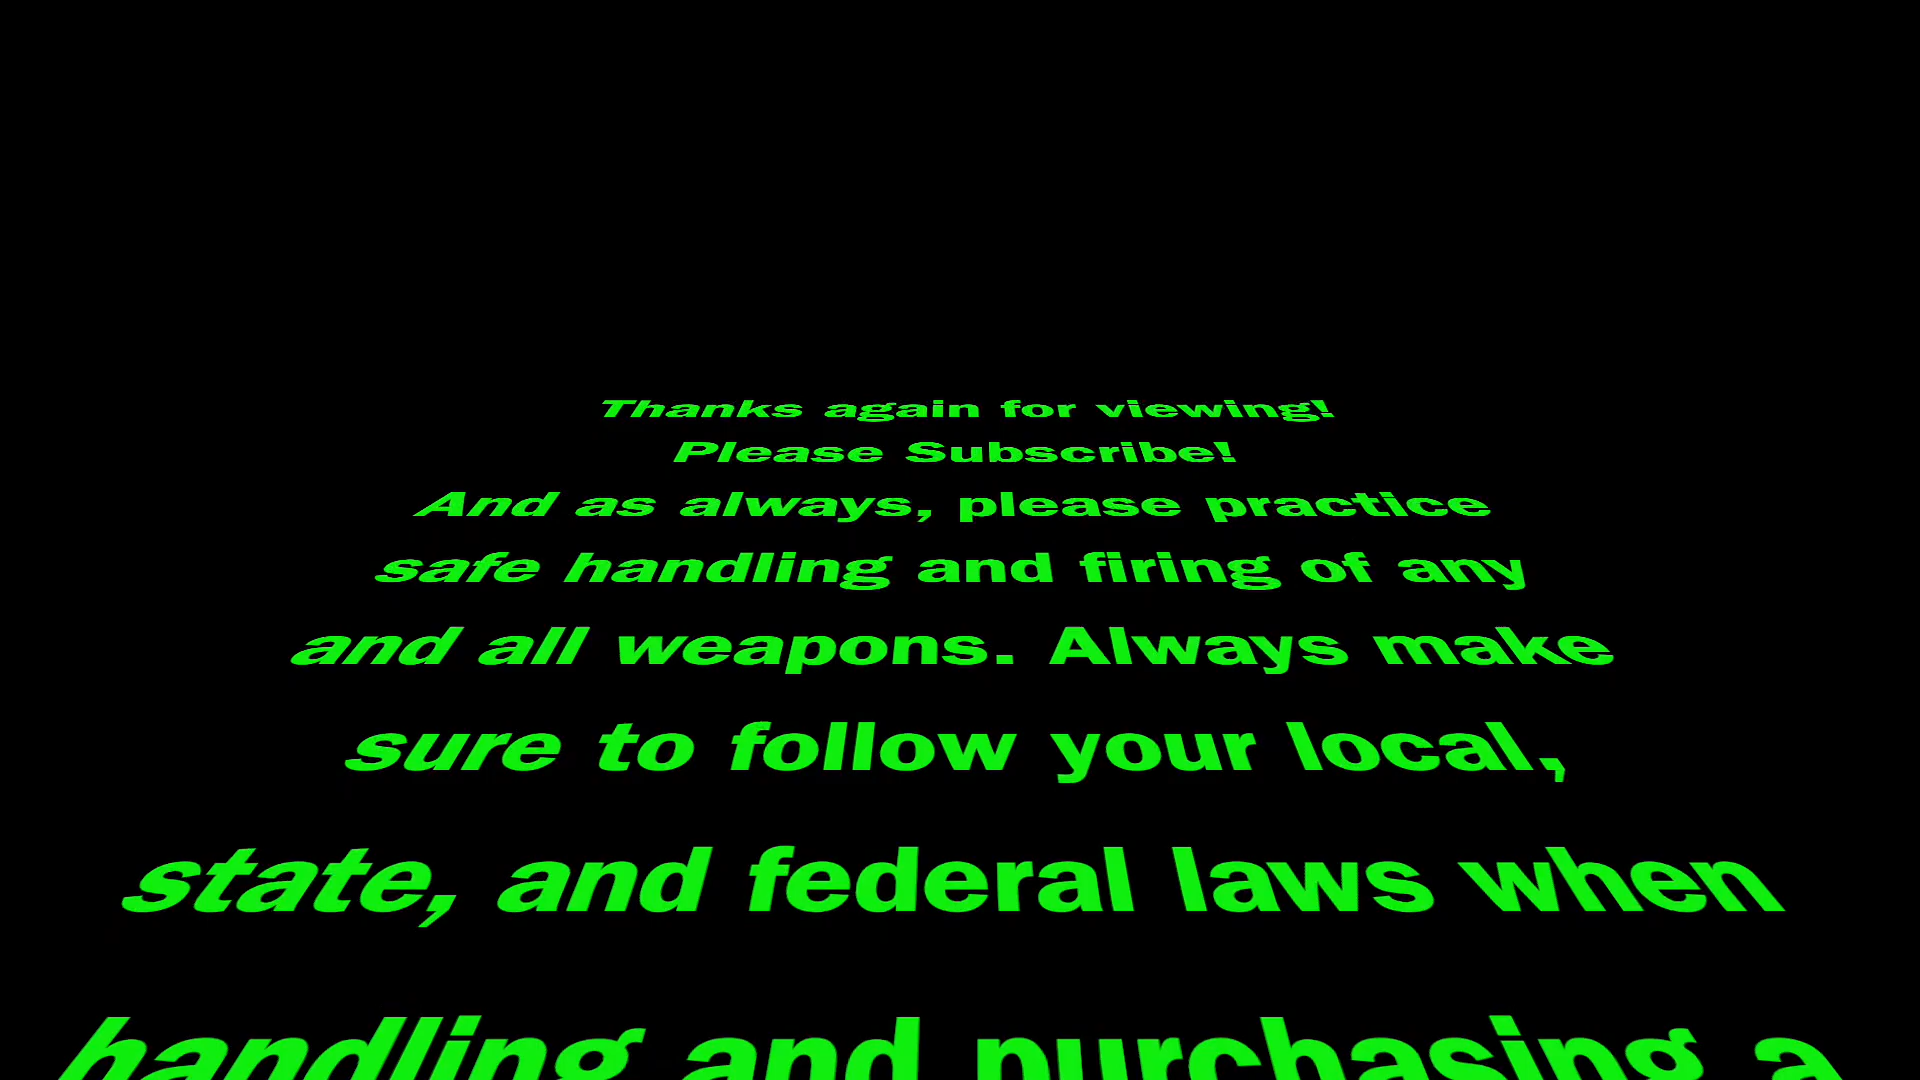 Thanks again for viewing!
Please Subscribe!
And as always, please practice
safe handling and firing of any
and all weapons. Always make
sure to follow your local,
state, and federal laws when
handling and purchasing a